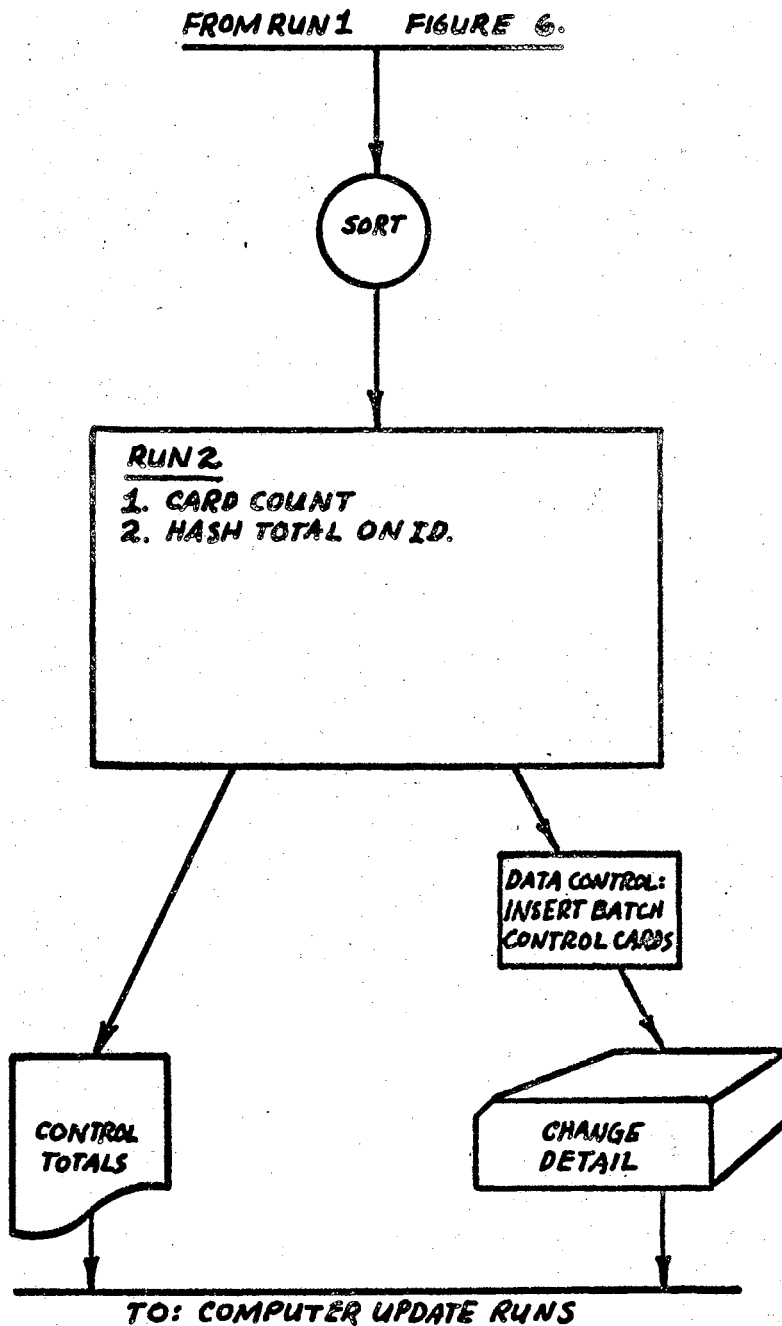 FROM RUN 1 FIGURE 6.
SORT
RUN 2
1. CARD COUNT
2. HASH TOTAL ON ID.
DATA CONTROL:
INSERT BATCH
CONTROL CARDS
CONTROL
TOTALS
CHANGE
DETAIL
TO: COMPUTER UPDATE RUNS